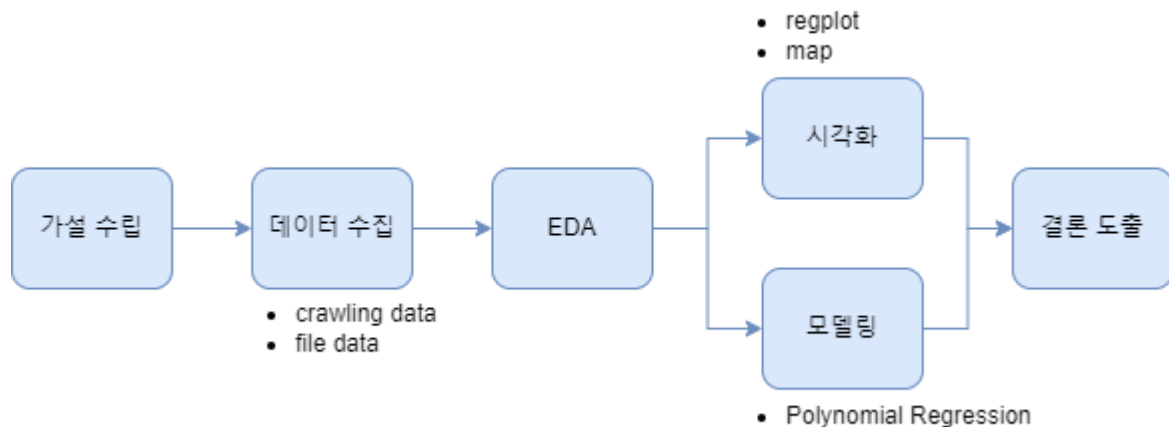 가설 수립
데이터 수집
• crawling data
• file data
EDA
• regplot
• map
시각화
모델링
• Polynomial Regression
결론 도출